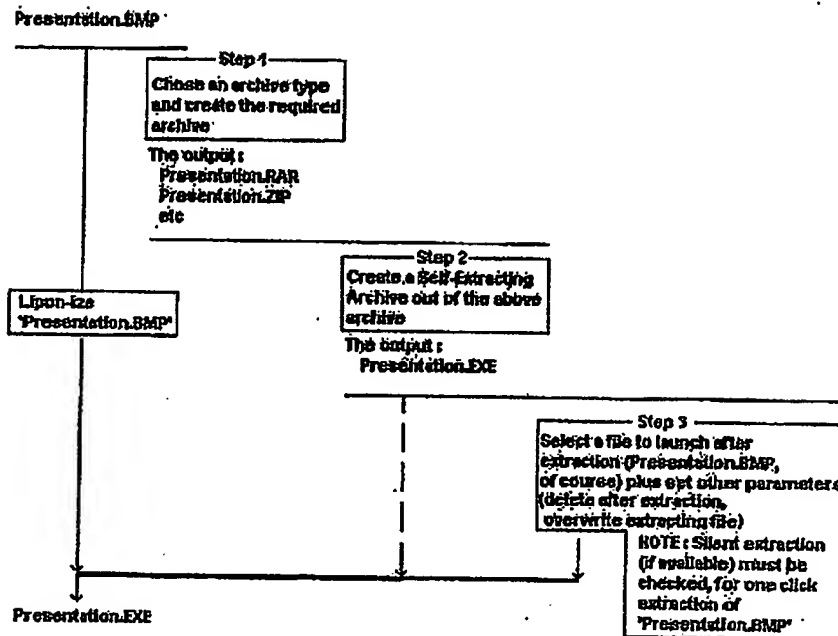 Presentation.BMP
Step 1
Chose an archive type
and create the required
archive
The output :
Presentation.RAR
Presentation.ZIP
etc
Step 2
Create a Self-Extracting
Archive out of the above
archive
The output :
Presentation.EXE
Lipon-ize
'Presentation.BMP'
Step 3
Select a file to launch after
extraction (Presentation.BMP,
of course) plus set other parameters
(delete after extraction,
overwrite extracting file)
NOTE : Silent extraction
(if available) must be
checked, for one click
extraction of
'Presentation.BMP'
Presentation.EXE